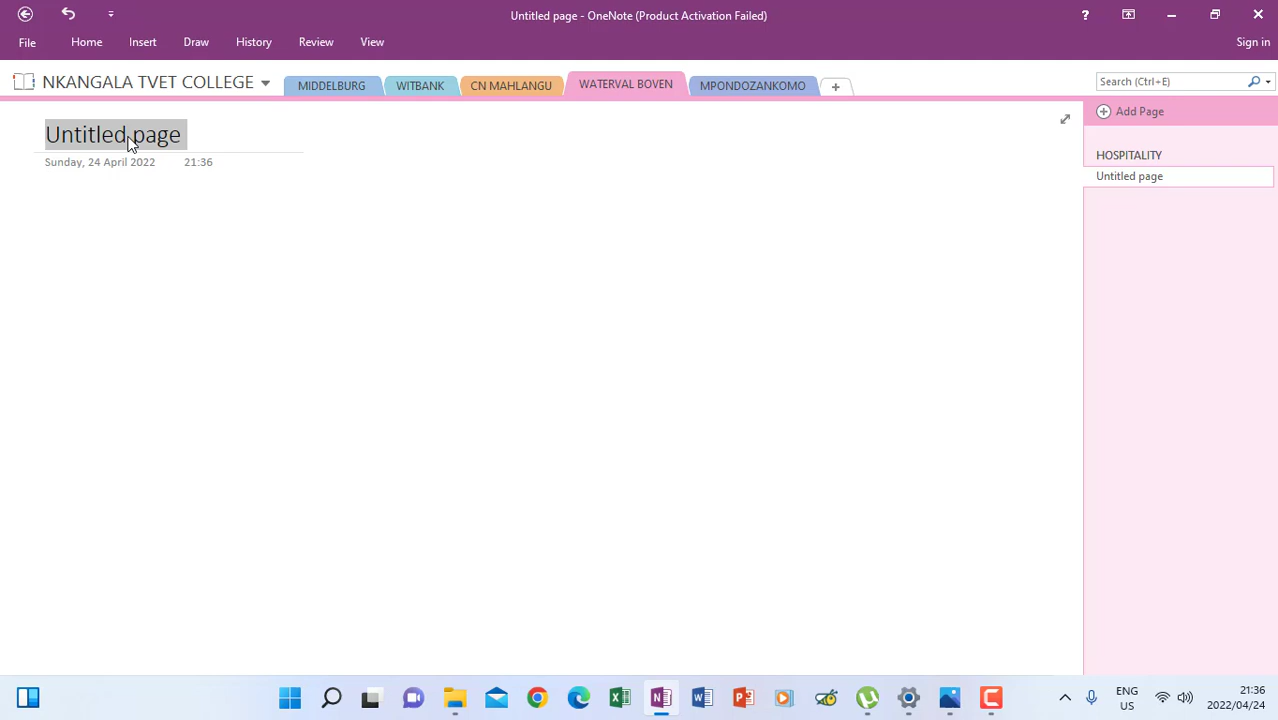 Untitled page - OneNote (Product Activation Failed)
?
File Home Insert Draw History Review View Sign in
NKANGALA TVET COLLEGE MIDDELBURG WITBANK CN MAHLANGU WATERVAL BOVEN MPONDOZANKOMO + Search (Ctrl+E)
Add Page
Untitled page
Sunday, 24 April 2022 21:36
HOSPITALITY
Untitled page
ENG 21:36
US 2022/04/24